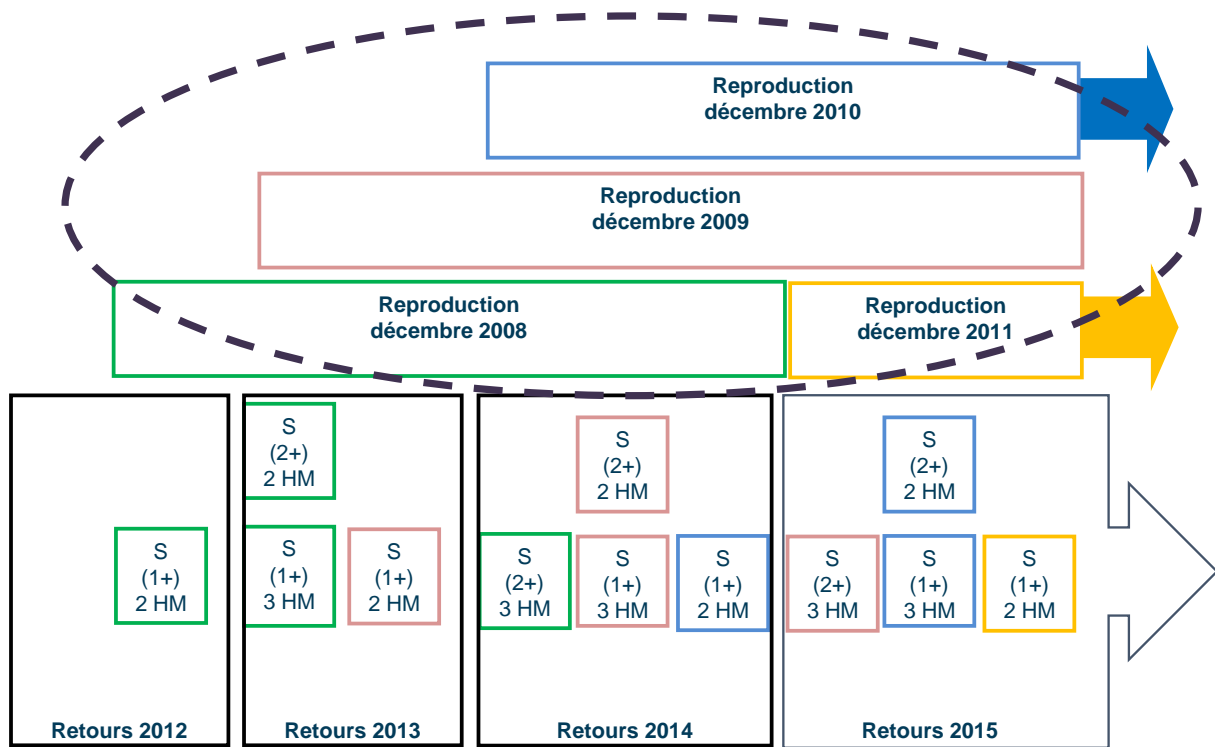 Reproduction
décembre 2010
Reproduction
décembre 2009
Reproduction
décembre 2008
Reproduction
décembre 2011
S
(1+)
2 HM
Retours 2012
S
(2+)
2 HM
S
(1+)
3 HM
S
(1+)
2 HM
Retours 2013
S
(2+)
2 HM
S
(2+)
3 HM
S
(1+)
3 HM
S
(1+)
2 HM
Retours 2014
S
(2+)
2 HM
S
(2+)
3 HM
S
(1+)
3 HM
S
(1+)
2 HM
Retours 2015